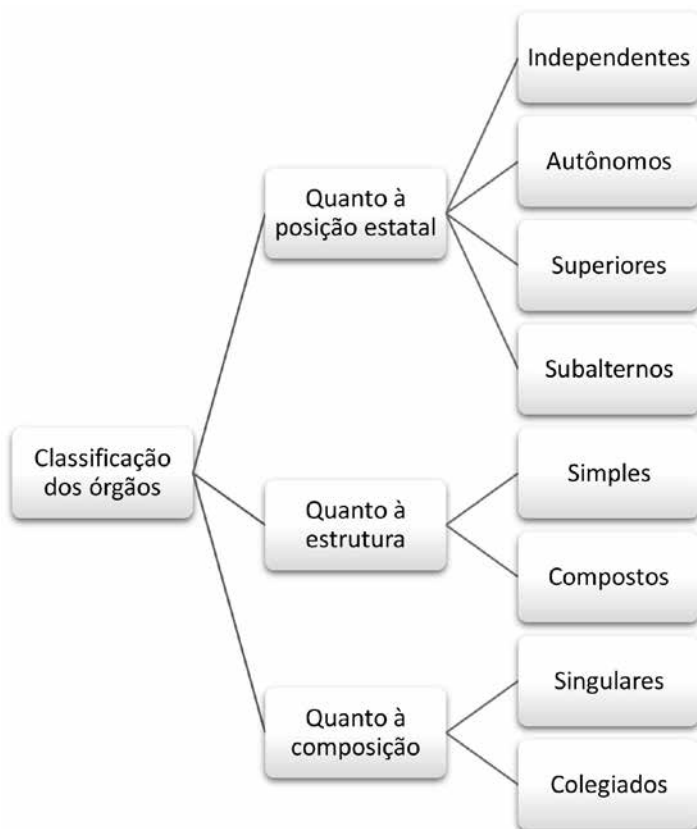 Classificação
dos órgãos
Quanto à
posição estatal
Independentes
Autônomos
Superiores
Subalternos
Quanto à
estrutura
Simples
Compostos
Quanto à
composição
Singulares
Colegiados